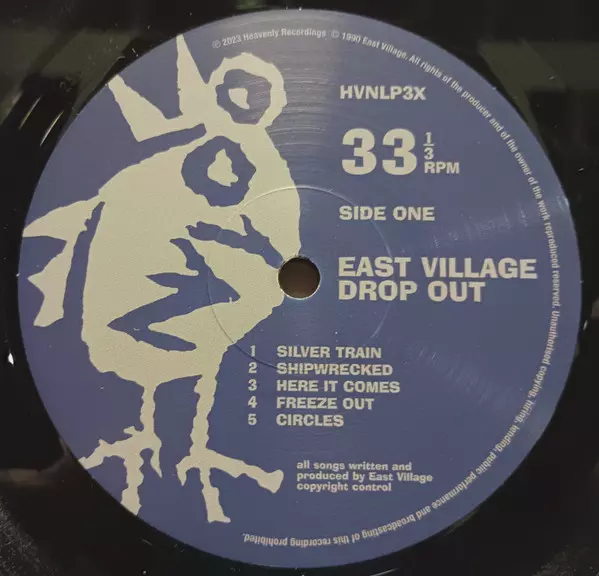 ℗ 2023 Heavenly Recordings © 1990 East Village. All rights of the producer and of the owner of the work reproduced reserved. Unauthorised copying, hiring, lending, public performance and broadcasting of this recording prohibited.
HVNLP3X
33 1/3
RPM
SIDE ONE
EAST VILLAGE
DROP OUT
1 SILVER TRAIN
2 SHIPWRECKED
3 HERE IT COMES
4 FREEZE OUT
5 CIRCLES
all songs written and
produced by East Village
copyright control